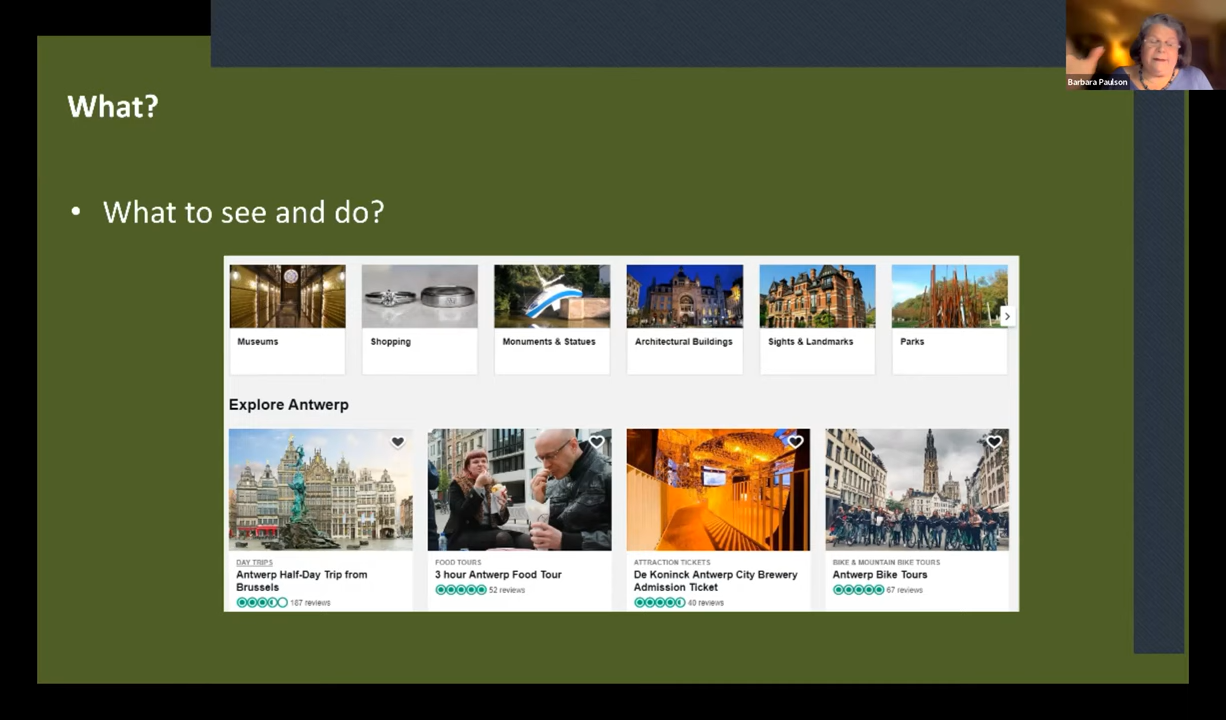 Barbara Paulson
What?
• What to see and do?
Museums
Shopping
Monuments & Statues
Architectural Buildings
Sights & Landmarks
Parks
Explore Antwerp
DAY TRIPS
Antwerp Half-Day Trip from
Brussels
187 reviews
FOOD TOURS
3 hour Antwerp Food Tour
52 reviews
ATTRACTION TICKETS
De Koninck Antwerp City Brewery
Admission Ticket
40 reviews
BIKE & MOUNTAIN BIKE TOURS
Antwerp Bike Tours
67 reviews